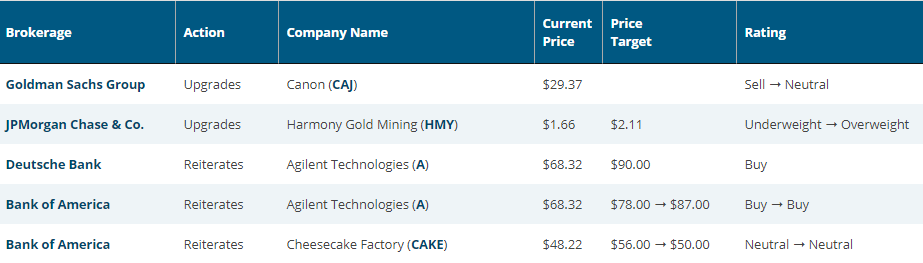 Brokerage Action Company Name Current Price Price Target Rating
Goldman Sachs Group Upgrades Canon (CAJ) $29.37 Sell → Neutral
JPMorgan Chase & Co. Upgrades Harmony Gold Mining (HMY) $1.66 $2.11 Underweight → Overweight
Deutsche Bank Reiterates Agilent Technologies (A) $68.32 $90.00 Buy
Bank of America Reiterates Agilent Technologies (A) $68.32 $78.00 → $87.00 Buy → Buy
Bank of America Reiterates Cheesecake Factory (CAKE) $48.22 $56.00 → $50.00 Neutral → Neutral